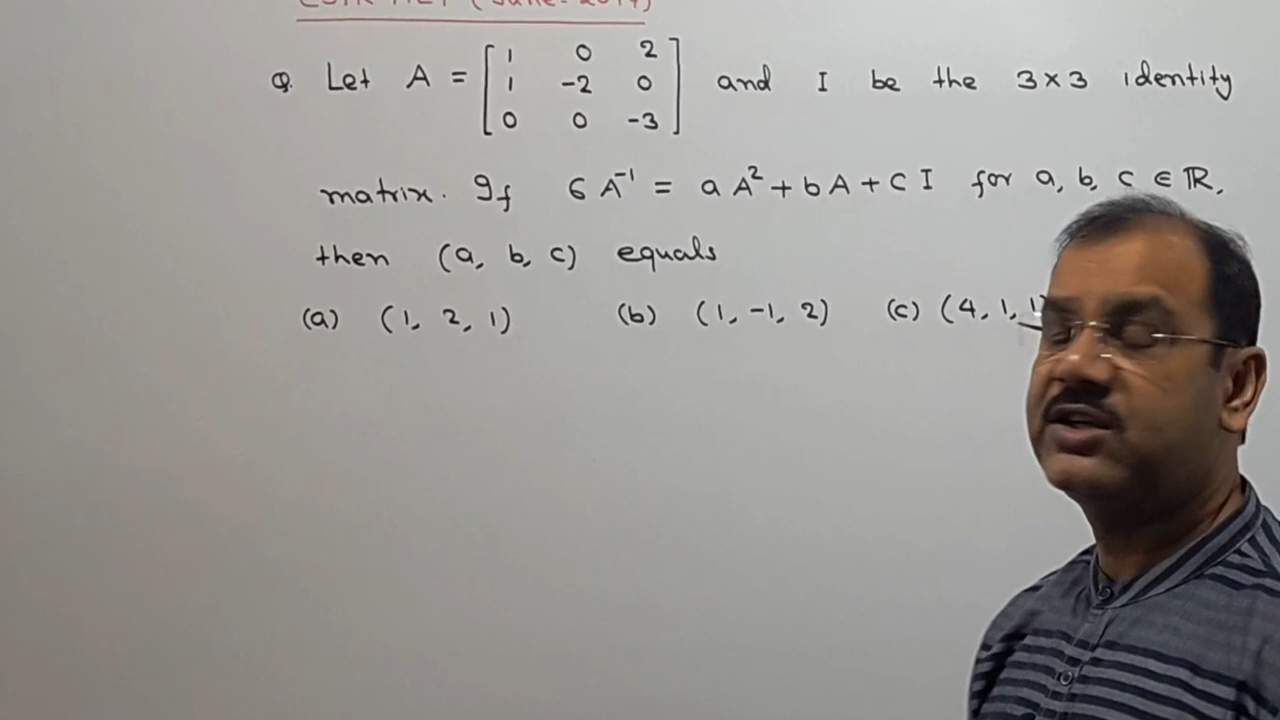 Q. Let A = [1 0 2
1 -2 0
0 0 -3] and I be the 3×3 identity
matrix. If 6A⁻¹ = aA²+bA+cI for a, b, c ∈ ℝ,
then (a, b, c) equals
(a) (1, 2, 1) (b) (1, -1, 2) (c) (4, 1, 1)